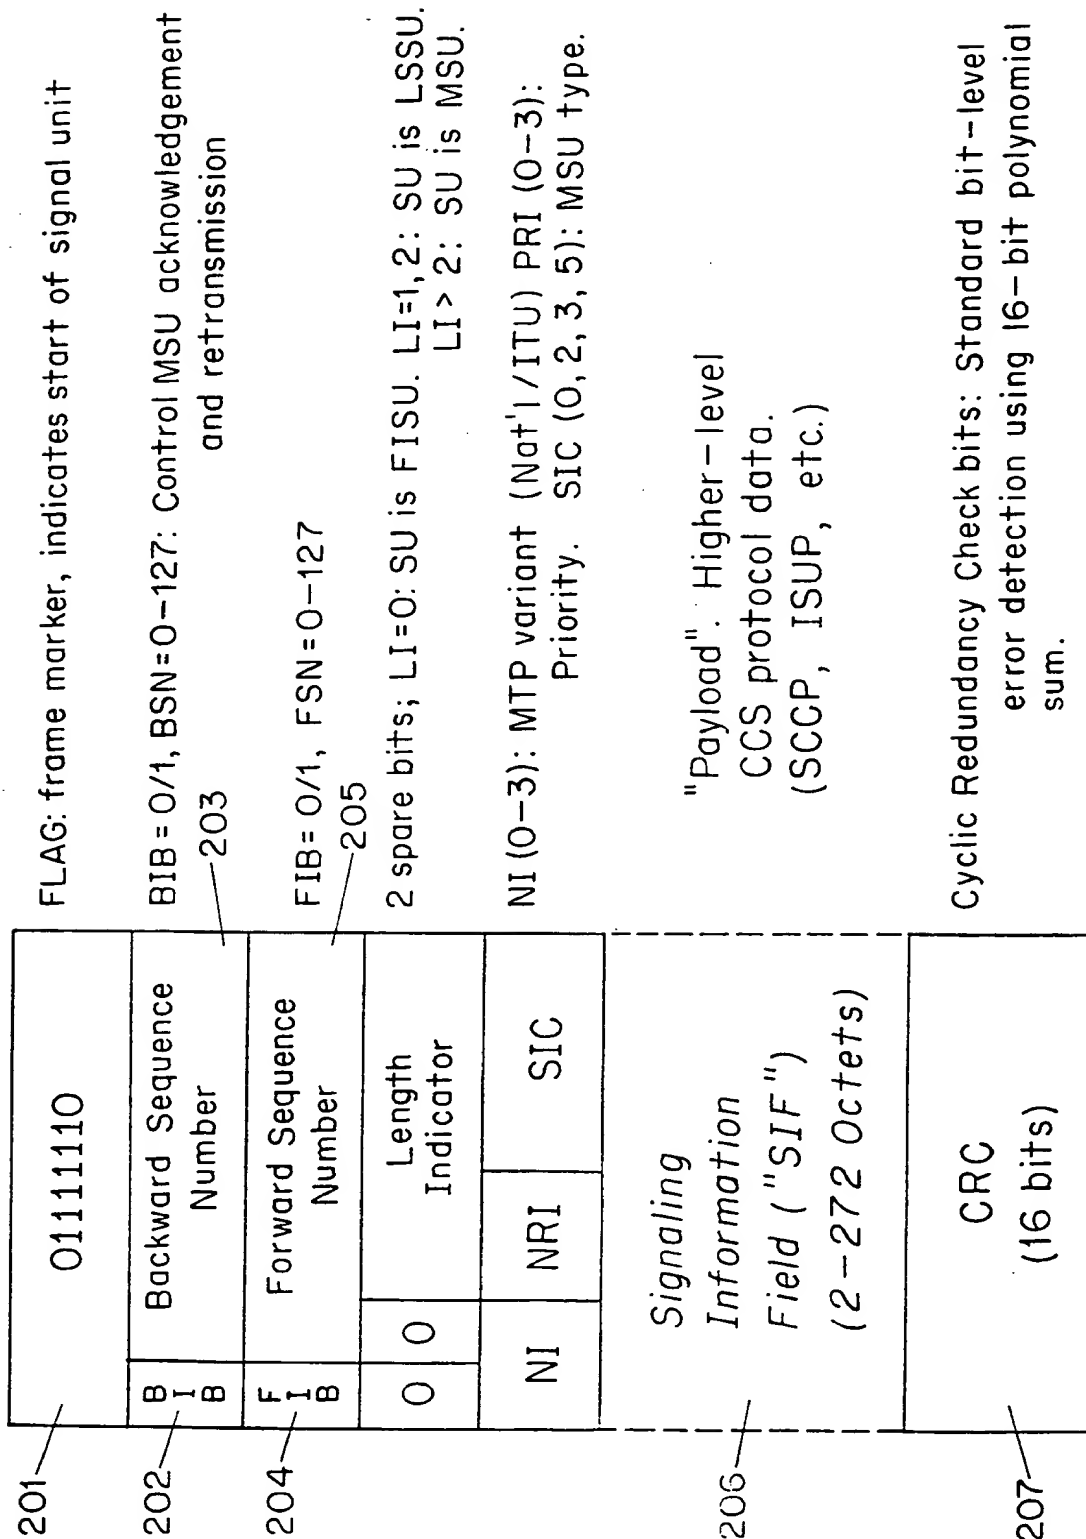 201
01111110
FLAG: frame marker, indicates start of signal unit
202
BIB
Backward Sequence
Number
203
BIB = 0/1, BSN = 0-127: Control MSU acknowledgement
and retransmission
204
FIB
Forward Sequence
Number
205
FIB = 0/1, FSN = 0-127
0 0
Length
Indicator
2 spare bits; LI = 0: SU is FISU. LI = 1, 2: SU is LSSU.
LI > 2: SU is MSU.
NI
NRI
SIC
NI (0-3): MTP variant (Nat'l/ITU) PRI (0-3):
Priority. SIC (0, 2, 3, 5): MSU type.
206
Signaling
Information
Field ("SIF")
(2-272 Octets)
"Payload". Higher-level
CCS protocol data.
(SCCP, ISUP, etc.)
207
CRC
(16 bits)
Cyclic Redundancy Check bits: Standard bit-level
error detection using 16-bit polynomial
sum.